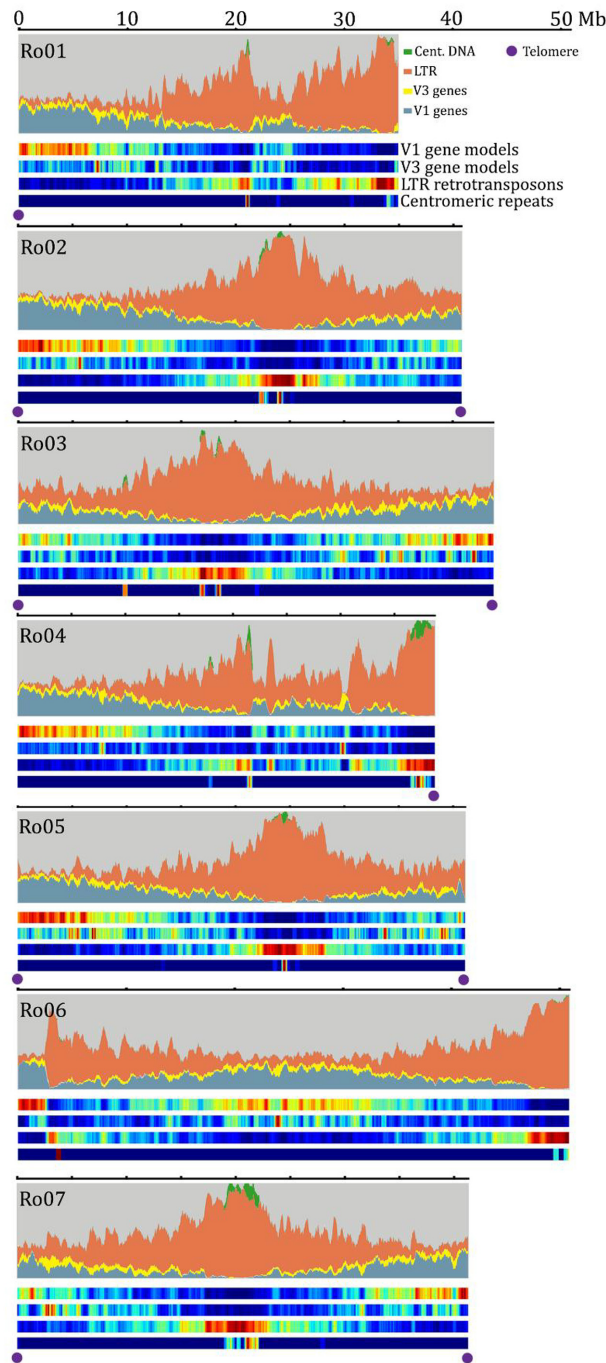 0 10 20 30 40 50 Mb
Ro01
Cent. DNA
Telomere
LTR
V3 genes
V1 genes
V1 gene models
V3 gene models
LTR retrotransposons
Centromeric repeats
Ro02
Ro03
Ro04
Ro05
Ro06
Ro07